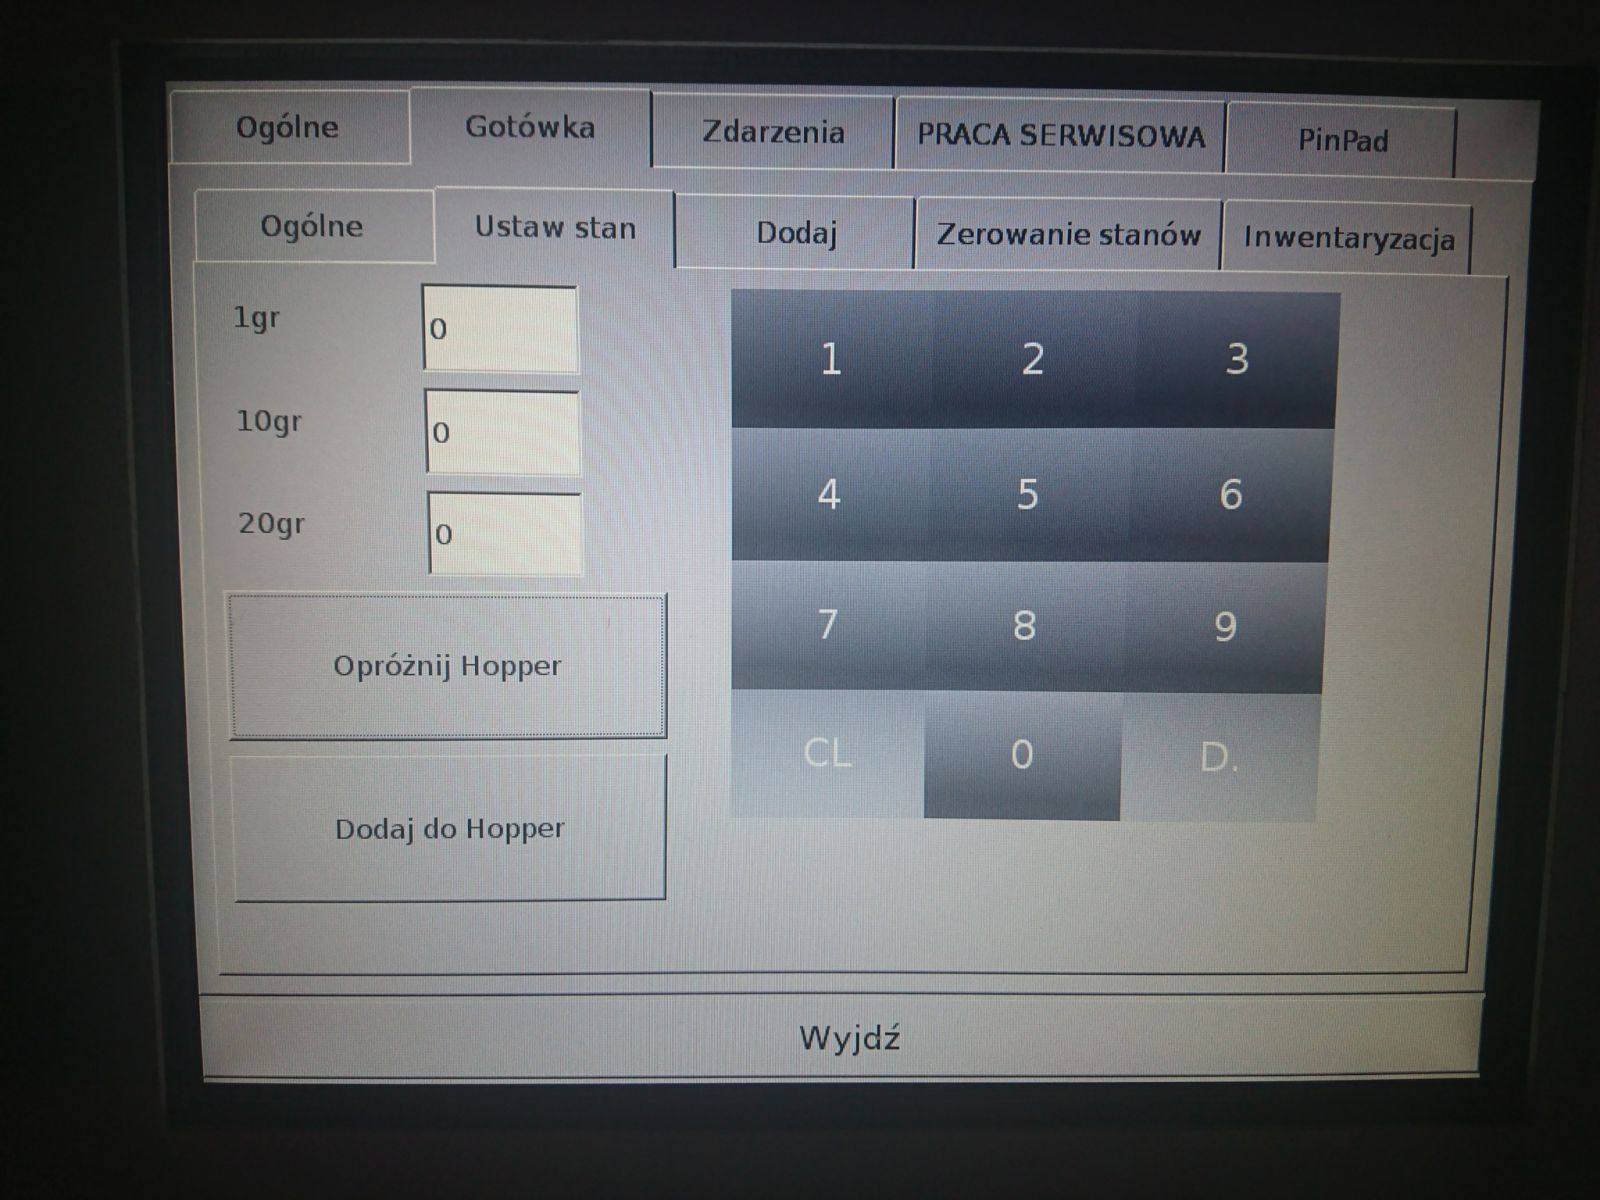 Ogólne Gotówka Zdarzenia PRACA SERWISOWA PinPad
Ogólne Ustaw stan Dodaj Zerowanie stanów Inwentaryzacja
1gr 0
10gr 0
20gr 0
Opróżnij Hopper
Dodaj do Hopper
1 2 3
4 5 6
7 8 9
CL 0 D.
Wyjdź